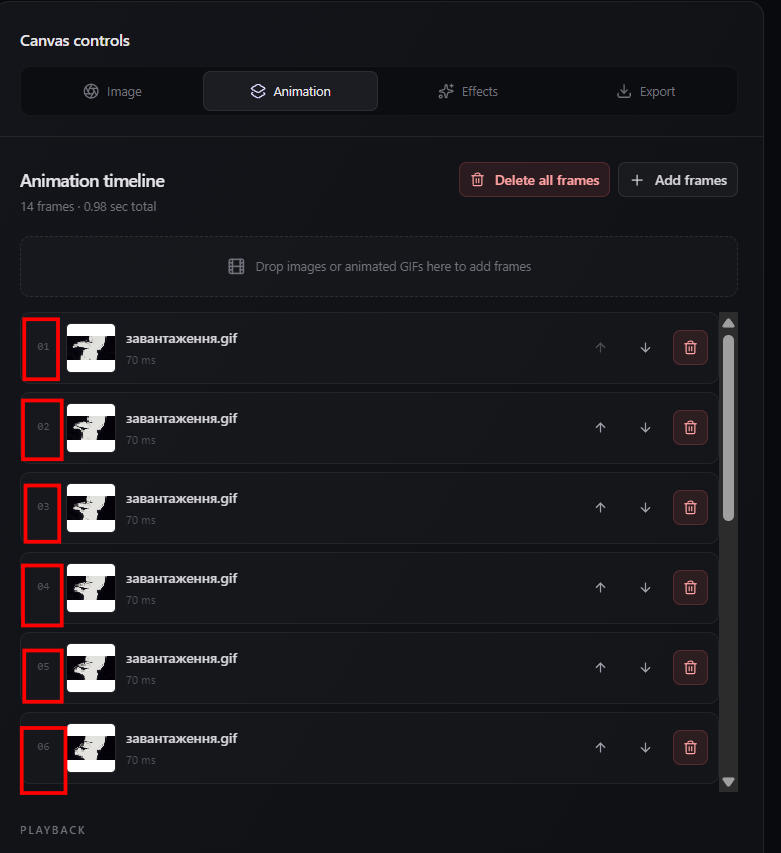 Canvas controls
Image Animation Effects Export
Animation timeline
Delete all frames
Add frames
14 frames · 0.98 sec total
Drop images or animated GIFs here to add frames
01
завантаження.gif
70 ms
02
завантаження.gif
70 ms
03
завантаження.gif
70 ms
04
завантаження.gif
70 ms
05
завантаження.gif
70 ms
06
завантаження.gif
70 ms
PLAYBACK